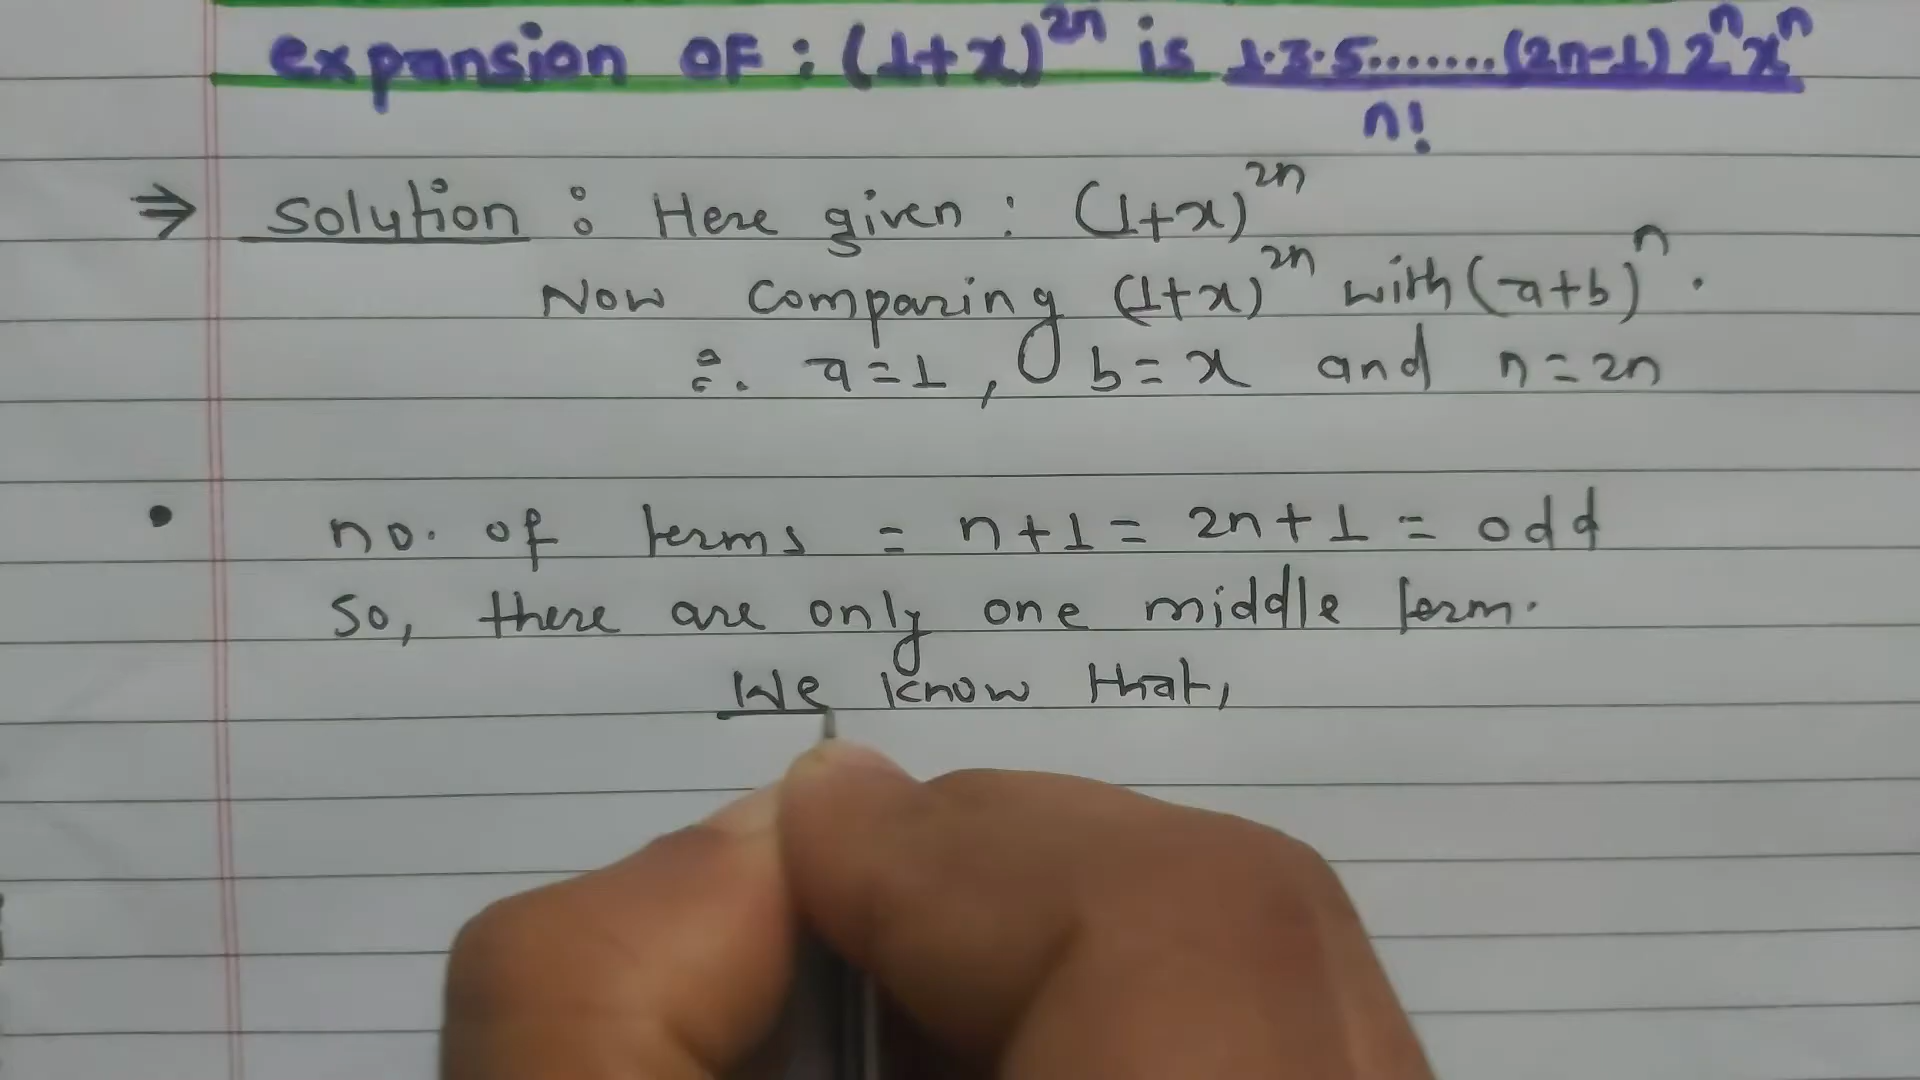 expansion OF : (1+x)^2n is 1.3.5.......(2n-1) 2^n x^n
n!
⇒ Solution : Here given : (1+x)^2n
Now comparing (1+x)^2n with (a+b)^n .
∴ a=1, b=x and n=2n
• no. of terms = n+1 = 2n+1 = odd
So, there are only one middle term.
We know that,